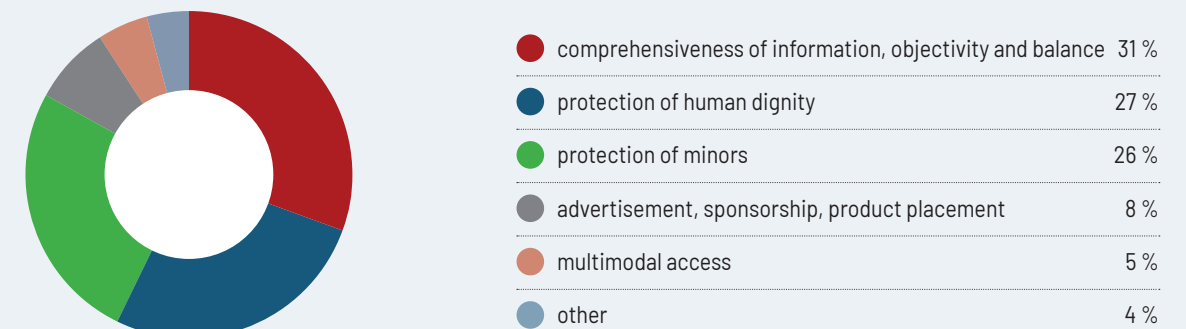 comprehensiveness of information, objectivity and balance 31 %
protection of human dignity 27 %
protection of minors 26 %
advertisement, sponsorship, product placement 8 %
multimodal access 5 %
other 4 %